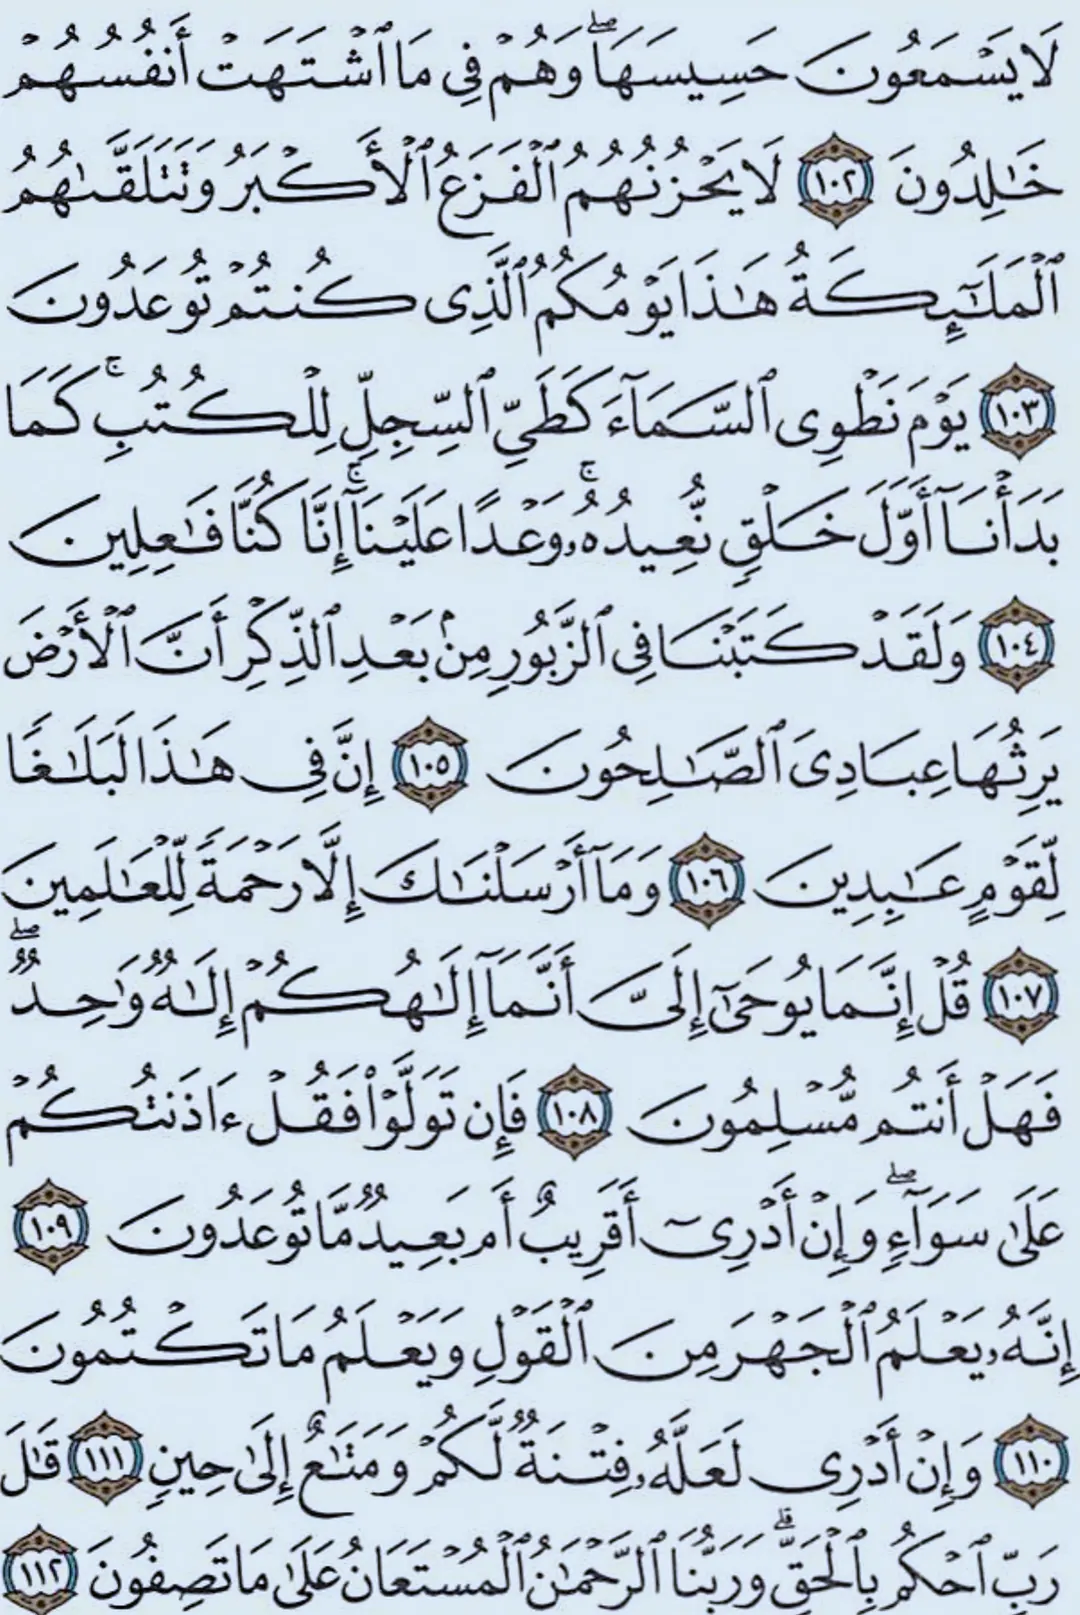 لَا يَسْمَعُونَ حَسِيسَهَا ۖ وَهُمْ فِي مَا ٱشْتَهَتْ أَنفُسُهُمْ
خَـٰلِدُونَ ١٠٢ لَا يَحْزُنُهُمُ ٱلْفَزَعُ ٱلْأَكْبَرُ وَتَتَلَقَّىٰهُمُ
ٱلْمَلَـٰٓئِكَةُ هَـٰذَا يَوْمُكُمُ ٱلَّذِى كُنتُمْ تُوعَدُونَ
١٠٣ يَوْمَ نَطْوِى ٱلسَّمَآءَ كَطَىِّ ٱلسِّجِلِّ لِلْكُتُبِ ۚ كَمَا
بَدَأْنَآ أَوَّلَ خَلْقٍ نُّعِيدُهُۥ ۚ وَعْدًا عَلَيْنَآ ۚ إِنَّا كُنَّا فَـٰعِلِينَ
١٠٤ وَلَقَدْ كَتَبْنَا فِى ٱلزَّبُورِ مِنۢ بَعْدِ ٱلذِّكْرِ أَنَّ ٱلْأَرْضَ
يَرِثُهَا عِبَادِىَ ٱلصَّـٰلِحُونَ ١٠٥ إِنَّ فِى هَـٰذَا لَبَلَـٰغًا
لِّقَوْمٍ عَـٰبِدِينَ ١٠٦ وَمَآ أَرْسَلْنَـٰكَ إِلَّا رَحْمَةً لِّلْعَـٰلَمِينَ
١٠٧ قُلْ إِنَّمَا يُوحَىٰٓ إِلَىَّ أَنَّمَآ إِلَـٰهُكُمْ إِلَـٰهٌ وَٰحِدٌ ۖ
فَهَلْ أَنتُم مُّسْلِمُونَ ١٠٨ فَإِن تَوَلَّوْا۟ فَقُلْ ءَاذَنتُكُمْ
عَلَىٰ سَوَآءٍ ۖ وَإِنْ أَدْرِىٓ أَقَرِيبٌ أَم بَعِيدٌ مَّا تُوعَدُونَ ١٠٩
إِنَّهُۥ يَعْلَمُ ٱلْجَهْرَ مِنَ ٱلْقَوْلِ وَيَعْلَمُ مَا تَكْتُمُونَ
١١٠ وَإِنْ أَدْرِى لَعَلَّهُۥ فِتْنَةٌ لَّكُمْ وَمَتَـٰعٌ إِلَىٰ حِينٍ ١١١ قَـٰلَ
رَبِّ ٱحْكُم بِٱلْحَقِّ ۗ وَرَبُّنَا ٱلرَّحْمَـٰنُ ٱلْمُسْتَعَانُ عَلَىٰ مَا تَصِفُونَ ١١٢